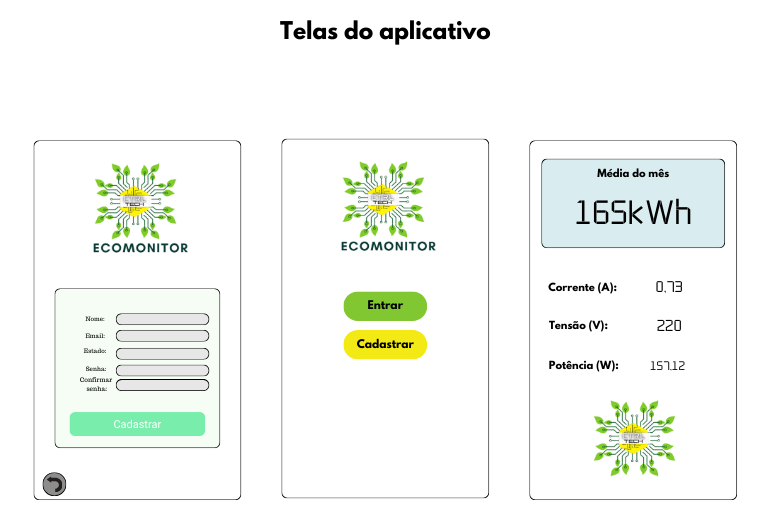 Telas do aplicativo
TECH
ECOMONITOR
Nome:
Email:
Estado:
Senha:
Confirmar
senha:
Cadastrar
TECH
ECOMONITOR
Entrar
Cadastrar
Média do mês
165kWh
Corrente (A): 0,73
Tensão (V): 220
Potência (W): 157.12
TECH